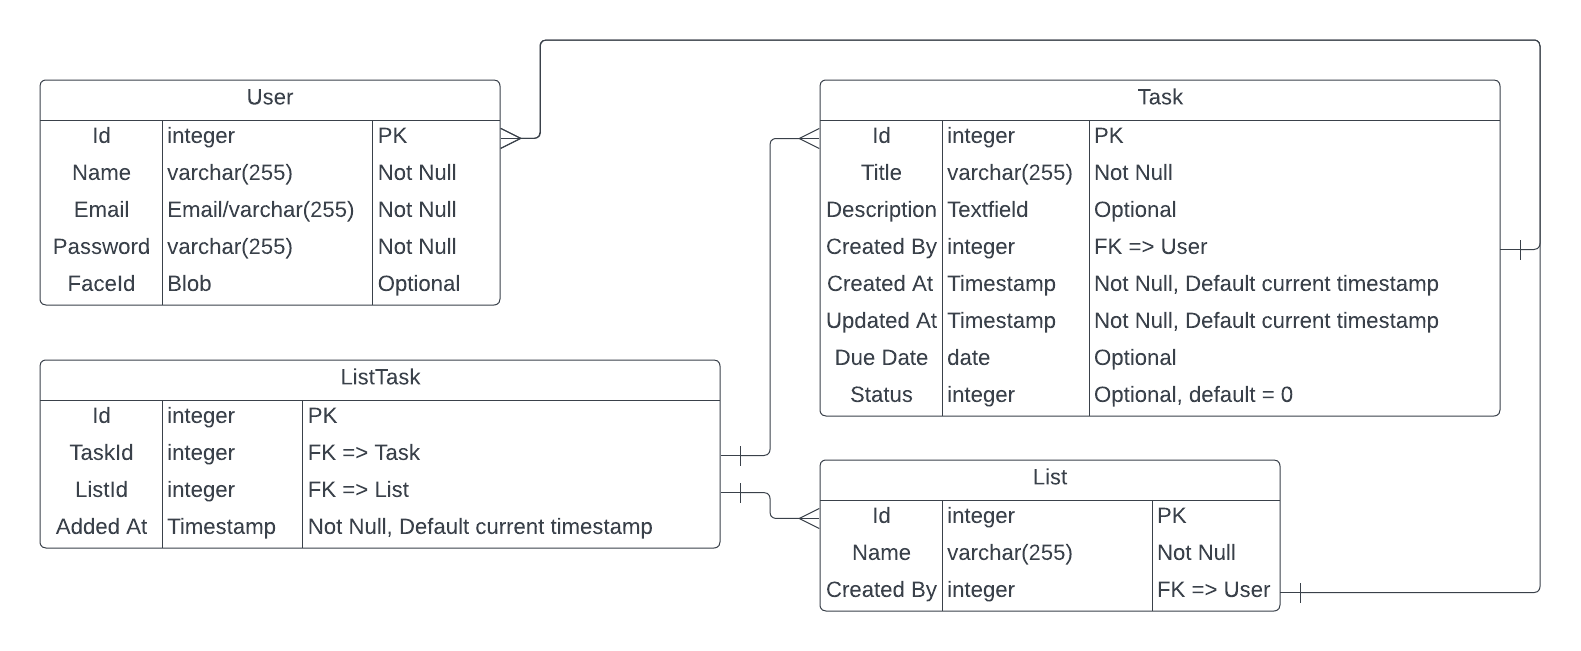 User
Id integer PK
Name varchar(255) Not Null
Email Email/varchar(255) Not Null
Password varchar(255) Not Null
FaceId Blob Optional
Task
Id integer PK
Title varchar(255) Not Null
Description Textfield Optional
Created By integer FK => User
Created At Timestamp Not Null, Default current timestamp
Updated At Timestamp Not Null, Default current timestamp
Due Date date Optional
Status integer Optional, default = 0
ListTask
Id integer PK
TaskId integer FK => Task
ListId integer FK => List
Added At Timestamp Not Null, Default current timestamp
List
Id integer PK
Name varchar(255) Not Null
Created By integer FK => User